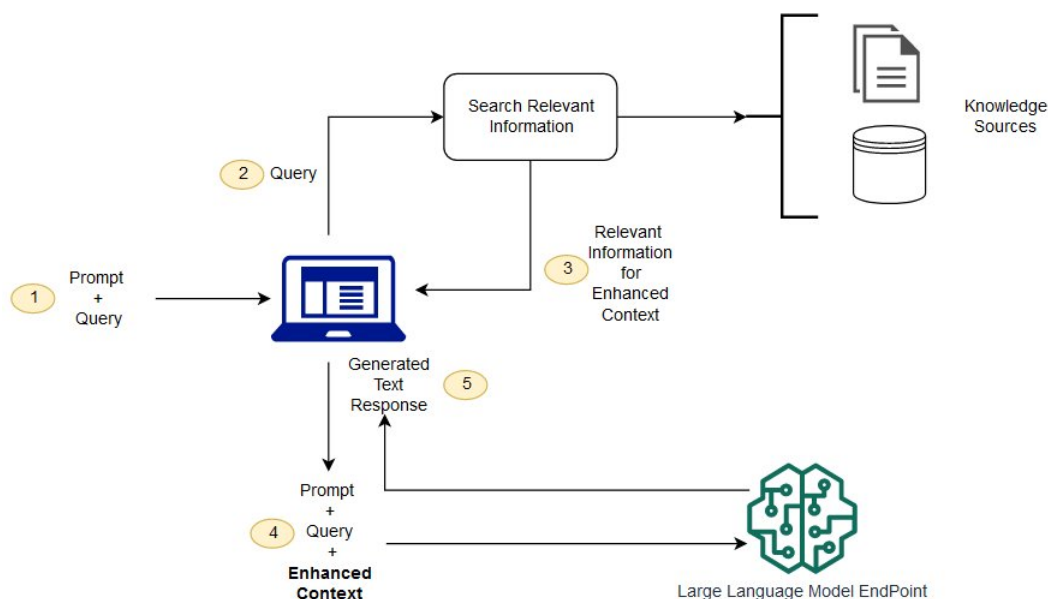 Search Relevant
Information
Knowledge
Sources
2
Query
1
Prompt
+
Query
3
Relevant
Information
for
Enhanced
Context
Generated
Text
Response
5
4
Prompt
+
Query
+
Enhanced
Context
Large Language Model EndPoint